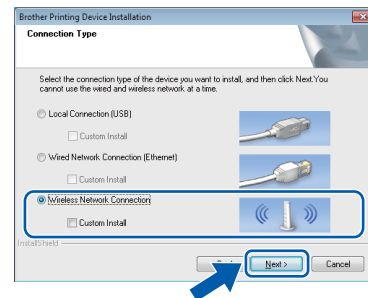 Brother Printing Device Installation
Connection Type
Select the connection type of the device you want to install, and then click Next.You
cannot use the wired and wireless network at a time.
Local Connection (USB)
Custom Install
Wired Network Connection (Ethernet)
Custom Install
Wireless Network Connection
Custom Install
InstallShield
Next >
Cancel